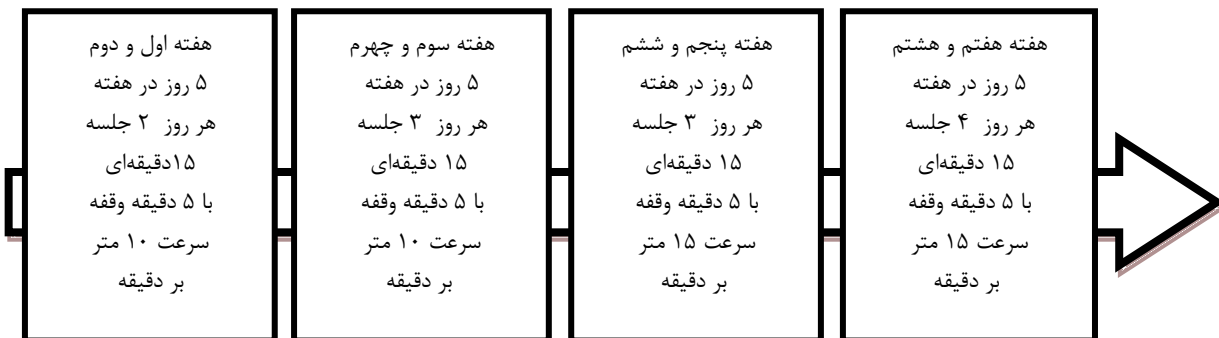 هفته اول و دوم
۵ روز در هفته
هر روز ۲ جلسه
۱۵دقیقه‌ای
با ۵ دقیقه وقفه
سرعت ۱۰ متر
بر دقیقه
هفته سوم و چهرم
۵ روز در هفته
هر روز ۳ جلسه
۱۵ دقیقه‌ای
با ۵ دقیقه وقفه
سرعت ۱۰ متر
بر دقیقه
هفته پنجم و ششم
۵ روز در هفته
هر روز ۳ جلسه
۱۵ دقیقه‌ای
با ۵ دقیقه وقفه
سرعت ۱۵ متر
بر دقیقه
هفته هفتم و هشتم
۵ روز در هفته
هر روز ۴ جلسه
۱۵ دقیقه‌ای
با ۵ دقیقه وقفه
سرعت ۱۵ متر
بر دقیقه